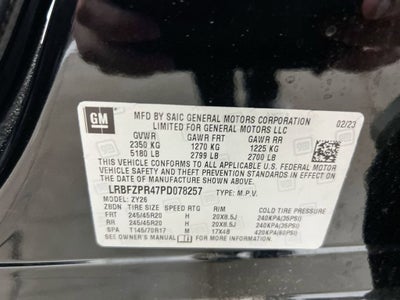 GM
MFD BY SAIC GENERAL MOTORS CORPORATION
LIMITED FOR GENERAL MOTORS LLC
02/23
GVWR GAWR FRT GAWR RR
2350 KG 1270 KG 1225 KG
5180 LB 2799 LB 2700 LB
THIS VEHICLE CONFORMS TO ALL APPLICABLE U.S. FEDERAL MOTOR
VEHICLE SAFETY AND THEFT PREVENTION STANDARDS IN EFFECT
ON THE DATE OF MANUFACTURE SHOWN ABOVE.
LRBFZPR47PD078257 TYPE: M.P.V.
MODEL: ZY26
ZBDN TIRE SIZE SPEED RTG RIM COLD TIRE PRESSURE
FRT 245/45R20 H 20X8.5J 240KPA(35PSI)
RR 245/45R20 H 20X8.5J 240KPA(35PSI)
SPA T145/70R17 M 17X4B 420KPA(60PSI)
SEE OWNER'S MANUAL FOR ADDITIONAL INFORMATION.